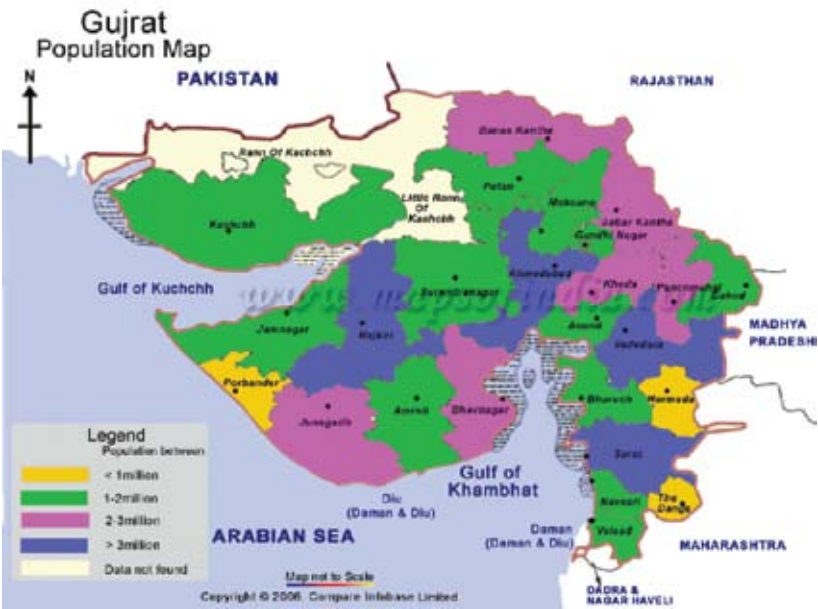 Gujrat
Population Map
N
PAKISTAN
RAJASTHAN
Banas Kantha
Rann Of Kachchh
Patan
Little Rann
Of
Kachchh
Mehsana
Sabar Kantha
Kachchh
Gandhi Nagar
Ahmedabad
Gulf of Kuchchh
Surendranagar
Kheda
Panchmahal
Dahod
www.mapsofindia.com
Jamnagar
Rajkot
Anand
Vadodara
MADHYA
PRADESH
Porbander
Junagadh
Amreli
Bhavnagar
Bharuch
Narmada
Legend
Population between
< 1million
1-2million
2-3million
> 3million
Data not found
Gulf of
Khambhat
Surat
Diu
(Daman & Diu)
Navsari
The
Dangs
ARABIAN SEA
Daman
(Daman & Diu)
Valsad
MAHARASHTRA
Map not to Scale
Copyright © 2006. Compare Infobase Limited
DADRA &
NAGAR HAVELI